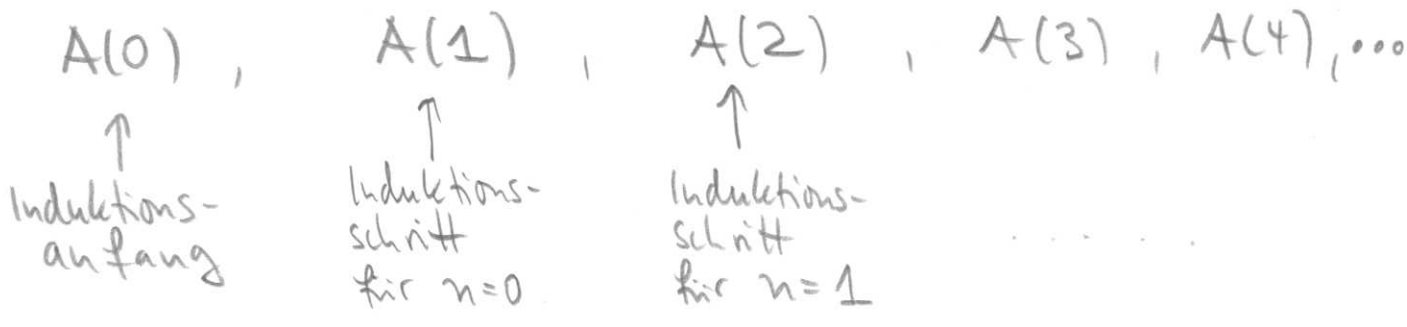 A(0), A(1), A(2), A(3), A(4), ...
↑ ↑ ↑
Induktions- Induktions- Induktions-
anfang schritt schritt .....
für n=0 für n=1